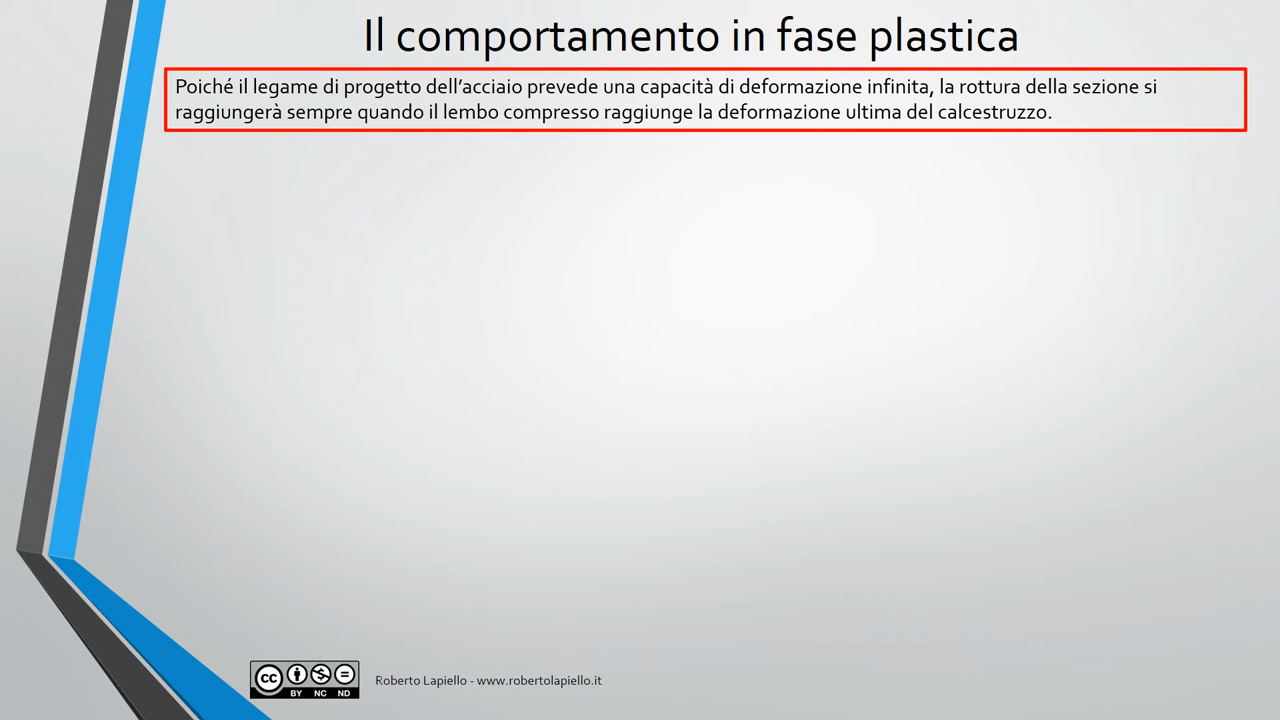 Il comportamento in fase plastica
Poiché il legame di progetto dell’acciaio prevede una capacità di deformazione infinita, la rottura della sezione si
raggiungerà sempre quando il lembo compresso raggiunge la deformazione ultima del calcestruzzo.
cc
BY NC ND
Roberto Lapiello - www.robertolapiello.it